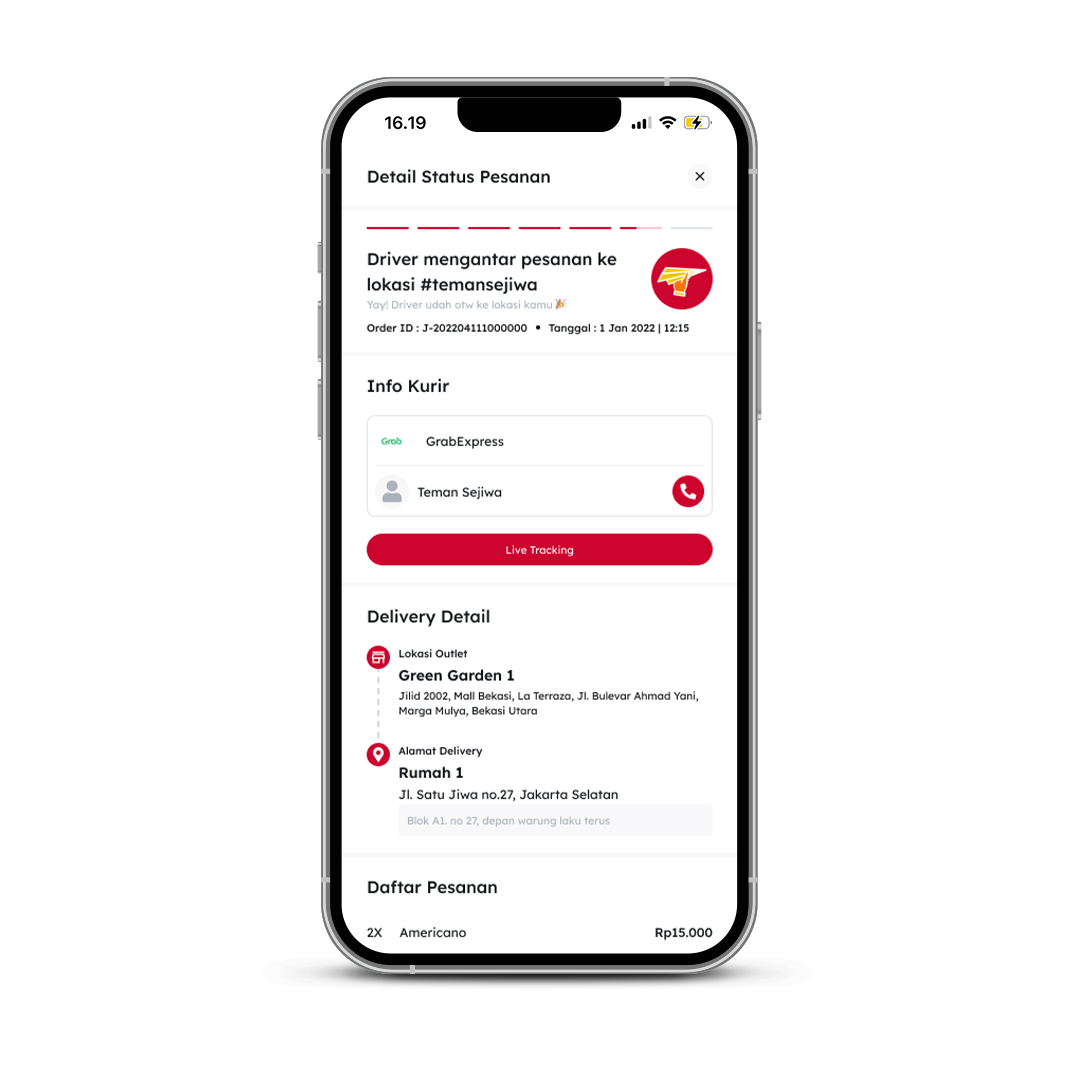 16.19
Detail Status Pesanan
Driver mengantar pesanan ke
lokasi #temansejiwa
Yay! Driver udah otw ke lokasi kamu 🎉
Order ID : J-202204111000000 • Tanggal : 1 Jan 2022 | 12:15
Info Kurir
Grab GrabExpress
Teman Sejiwa
Live Tracking
Delivery Detail
Lokasi Outlet
Green Garden 1
Jilid 2002, Mall Bekasi, La Terraza, Jl. Bulevar Ahmad Yani,
Marga Mulya, Bekasi Utara
Alamat Delivery
Rumah 1
Jl. Satu Jiwa no.27, Jakarta Selatan
Blok A1. no 27, depan warung laku terus
Daftar Pesanan
2X Americano Rp15.000